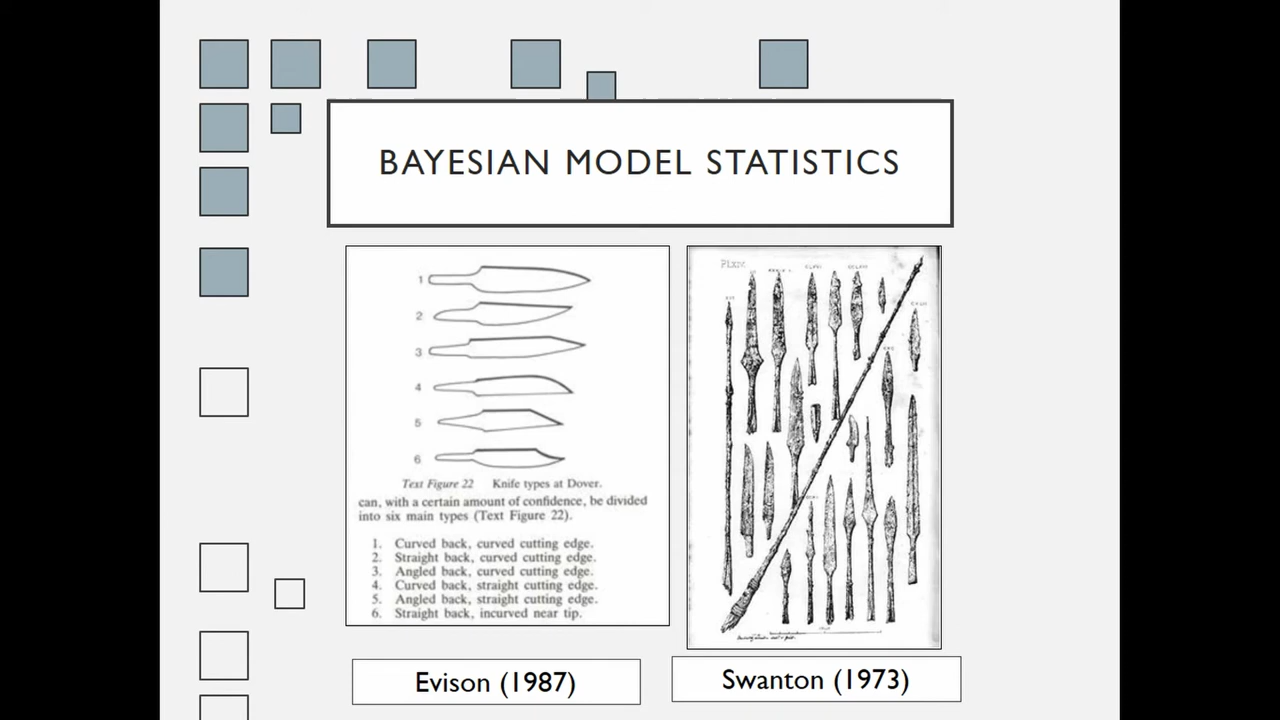 BAYESIAN MODEL STATISTICS
1
2
3
4
5
6
Text Figure 22 Knife types at Dover.
can, with a certain amount of confidence, be divided
into six main types (Text Figure 22).
1. Curved back, curved cutting edge.
2. Straight back, curved cutting edge.
3. Angled back, curved cutting edge.
4. Curved back, straight cutting edge.
5. Angled back, straight cutting edge.
6. Straight back, incurved near tip.
Evison (1987)
Swanton (1973)